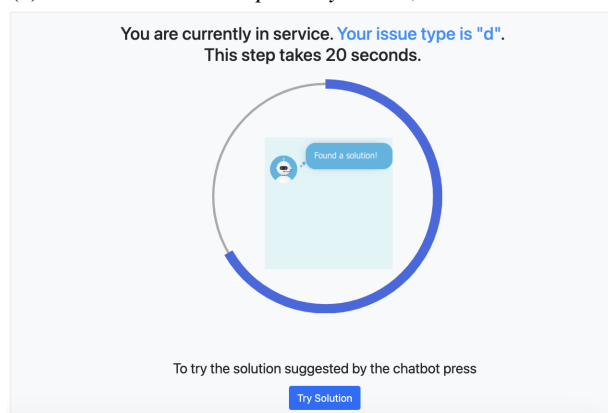 You are currently in service. Your issue type is "d".
This step takes 20 seconds.
Found a solution!
To try the solution suggested by the chatbot press
Try Solution